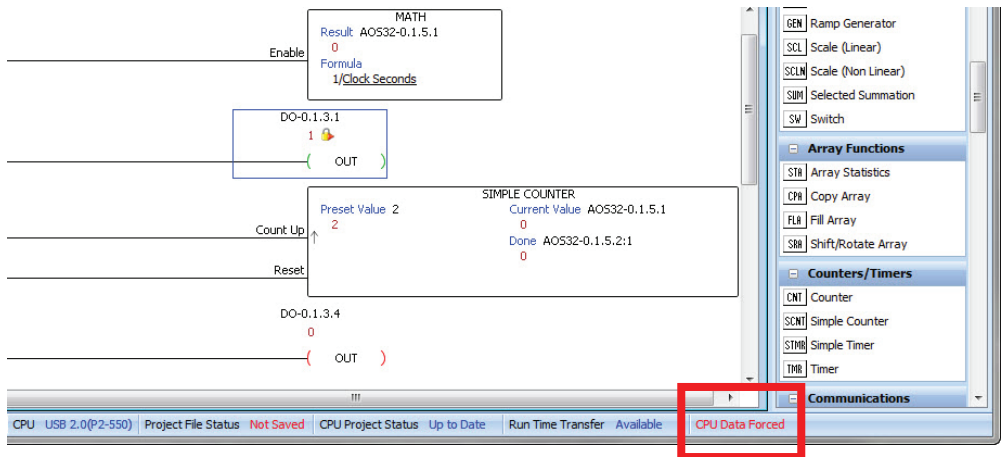 MATH
Result AOS32-0.1.5.1
0
Enable
Formula
1/Clock Seconds
DO-0.1.3.1
1
OUT
SIMPLE COUNTER
Preset Value 2
Current Value AOS32-0.1.5.1
2
0
Count Up
Done AOS32-0.1.5.2:1
0
Reset
DO-0.1.3.4
0
OUT
GEN Ramp Generator
SCL Scale (Linear)
SCLN Scale (Non Linear)
SUM Selected Summation
SW Switch
Array Functions
STA Array Statistics
CPA Copy Array
FLA Fill Array
SRA Shift/Rotate Array
Counters/Timers
CNT Counter
SCNT Simple Counter
STMR Simple Timer
TMR Timer
Communications
CPU USB 2.0(P2-550) Project File Status Not Saved CPU Project Status Up to Date Run Time Transfer Available CPU Data Forced